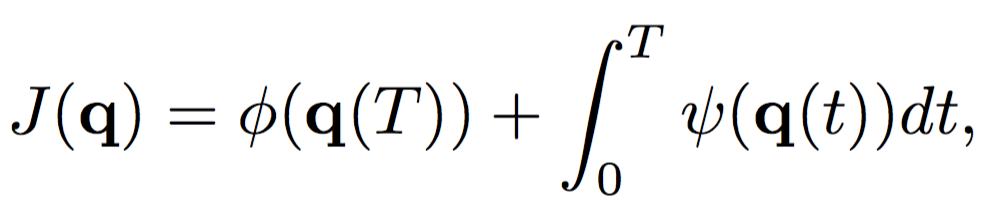 J(𝐪) = ϕ(𝐪(T)) + ∫₀ᵀ ψ(𝐪(t))dt,